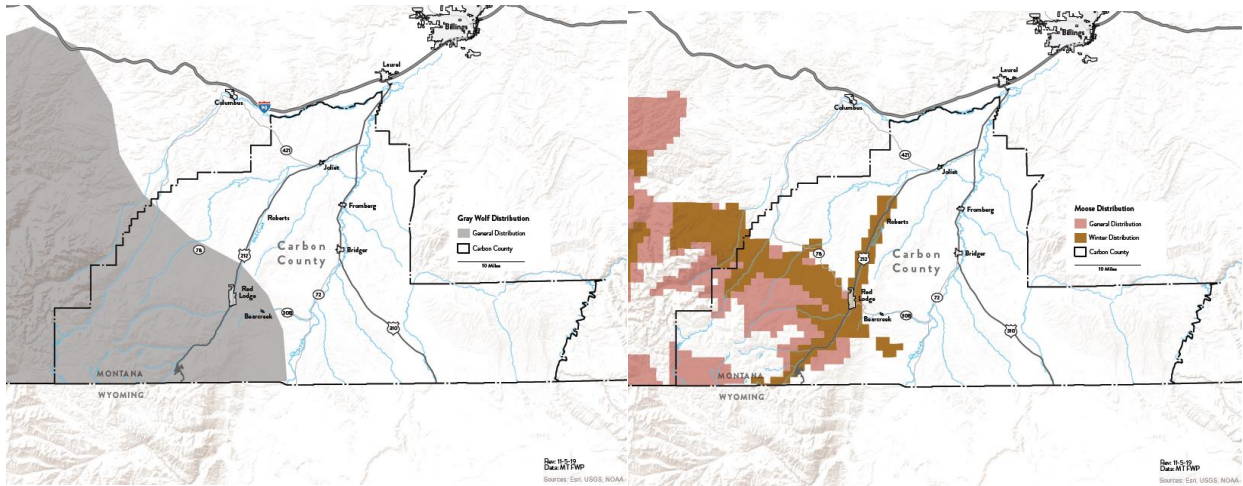 Billings
Laurel
Columbus
90
421
Joliet
Roberts
Fromberg
Gray Wolf Distribution
General Distribution
Carbon County
10 Miles
78
212
Carbon
County
Bridger
Red
Lodge
72
Bearcreek
308
310
MONTANA
WYOMING
Rev: 11-5-19
Data: MT FWP
Sources: Esri, USGS, NOAA
Billings
Laurel
Columbus
421
Joliet
Roberts
Fromberg
Moose Distribution
General Distribution
Winter Distribution
Carbon County
10 Miles
78
212
Carbon
County
Bridger
Red
Lodge
72
Bearcreek
308
310
MONTANA
WYOMING
Rev: 11-5-19
Data: MT FWP
Sources: Esri, USGS, NOAA